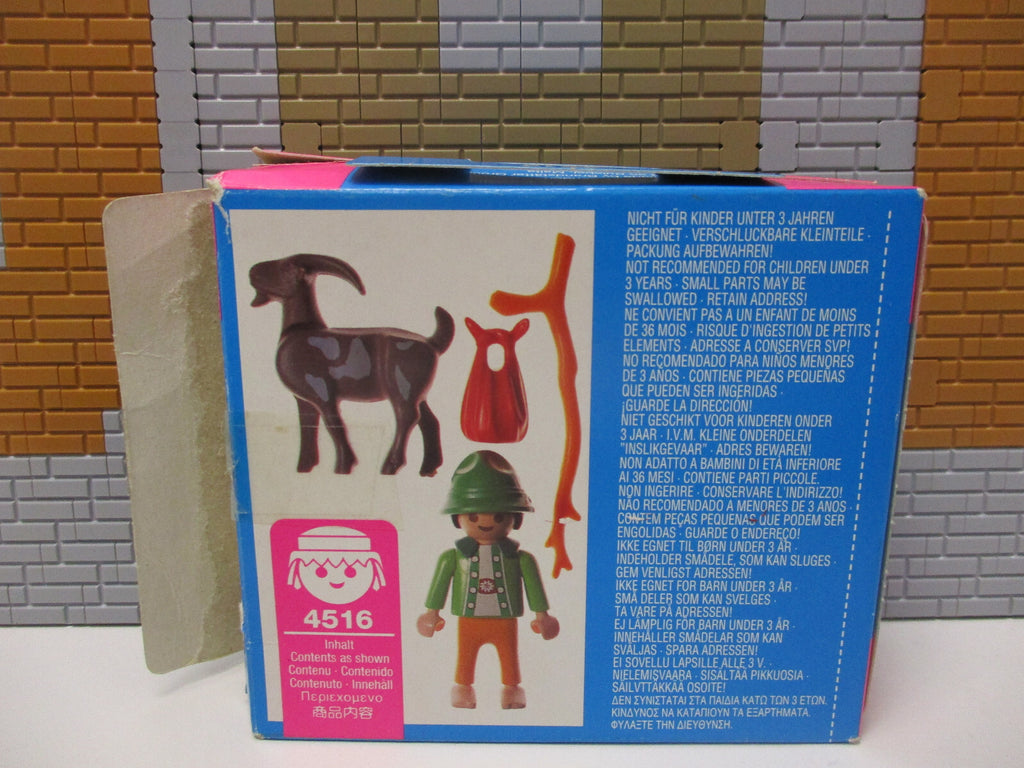 4516
Inhalt
Contents as shown
Contenu · Contenido
Contenuto · Innehåll
Περιεχομενο
商品内容
NICHT FÜR KINDER UNTER 3 JAHREN
GEEIGNET · VERSCHLUCKBARE KLEINTEILE ·
PACKUNG AUFBEWAHREN!
NOT RECOMMENDED FOR CHILDREN UNDER
3 YEARS · SMALL PARTS MAY BE
SWALLOWED · RETAIN ADDRESS!
NE CONVIENT PAS A UN ENFANT DE MOINS
DE 36 MOIS · RISQUE D'INGESTION DE PETITS
ELEMENTS · ADRESSE A CONSERVER SVP!
NO RECOMENDADO PARA NIÑOS MENORES
DE 3 AÑOS · CONTIENE PIEZAS PEQUEÑAS
QUE PUEDEN SER INGERIDAS ·
¡GUARDE LA DIRECCIÓN!
NIET GESCHIKT VOOR KINDEREN ONDER
3 JAAR · I.V.M. KLEINE ONDERDELEN
"INSLIKGEVAAR" · ADRES BEWAREN!
NON ADATTO A BAMBINI DI ETÀ INFERIORE
AI 36 MESI · CONTIENE PARTI PICCOLE.
NON INGERIRE · CONSERVARE L'INDIRIZZO!
NÃO RECOMENDADO A MENORES DE 3 ANOS ·
CONTEM PEÇAS PEQUENAS QUE PODEM SER
ENGOLIDAS · GUARDE O ENDEREÇO!
IKKE EGNET TIL BØRN UNDER 3 ÅR ·
INDEHOLDER SMÅDELE, SOM KAN SLUGES ·
GEM VENLIGST ADRESSEN!
IKKE EGNET FOR BARN UNDER 3 ÅR ·
SMÅ DELER SOM KAN SVELGES ·
TA VARE PÅ ADRESSEN!
EJ LÄMPLIG FÖR BARN UNDER 3 ÅR ·
INNEHÅLLER SMÅDELAR SOM KAN
SVÄLJAS · SPARA ADRESSEN!
EI SOVELLU LAPSILLE ALLE 3 V. ·
NIELEMISVAARA · SISÄLTÄÄ PIKKUOSIA ·
SÄILYTTÄKÄÄ OSOITE!
ΔΕΝ ΣΥΝΙΣΤΑΤΑΙ ΣΤΑ ΠΑΙΔΙΑ ΚΑΤΩ ΤΩΝ 3 ΕΤΩΝ.
ΚΙΝΔΥΝΟΣ ΝΑ ΚΑΤΑΠΙΟΥΝ ΤΑ ΕΞΑΡΤΗΜΑΤΑ.
ΦΥΛΑΞΤΕ ΤΗΝ ΔΙΕΥΘΥΝΣΗ.